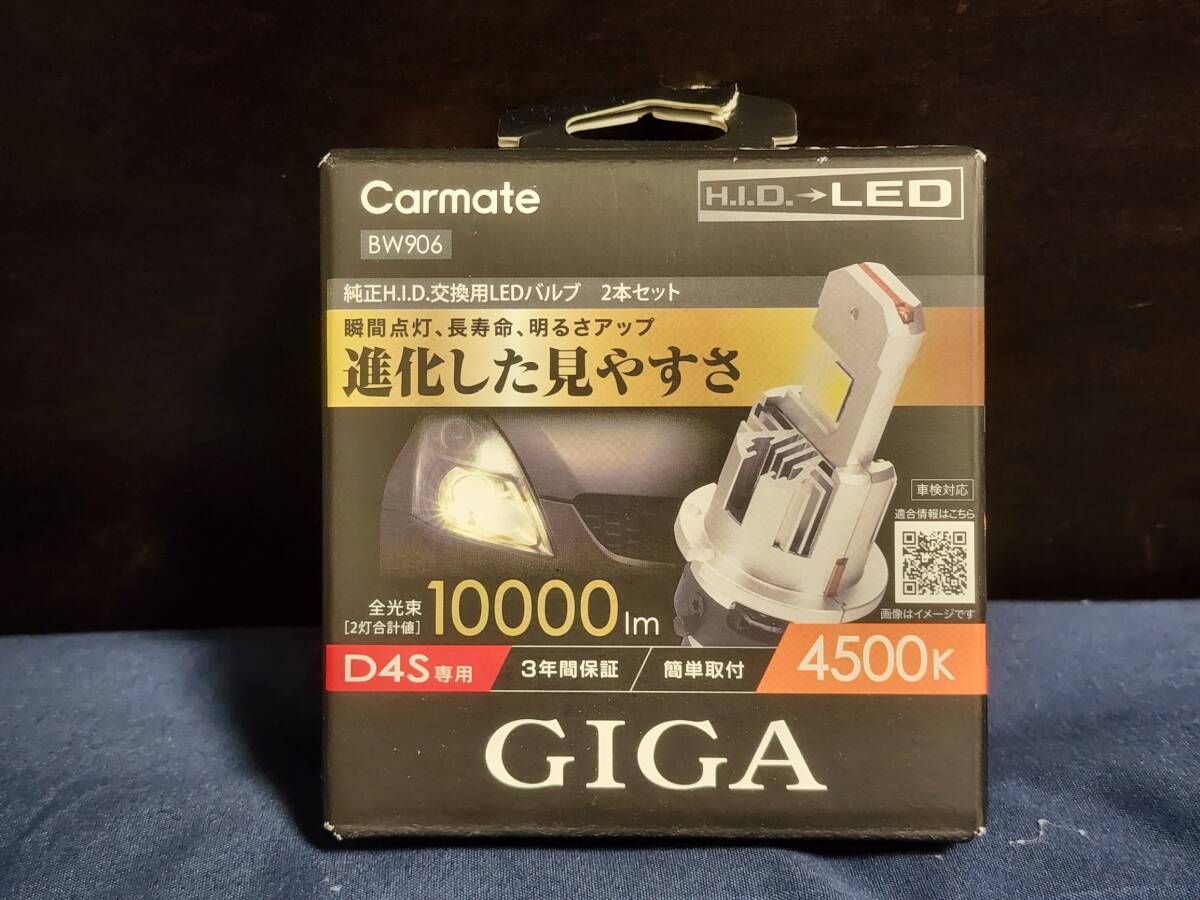 Carmate
H.I.D.→LED
BW906
純正H.I.D.交換用LEDバルブ 2本セット
瞬間点灯、長寿命、明るさアップ
進化した見やすさ
車検対応
適合情報はこちら
画像はイメージです
全光束
[2灯合計値]
10000lm
D4S専用
3年間保証
簡単取付
4500K
GIGA